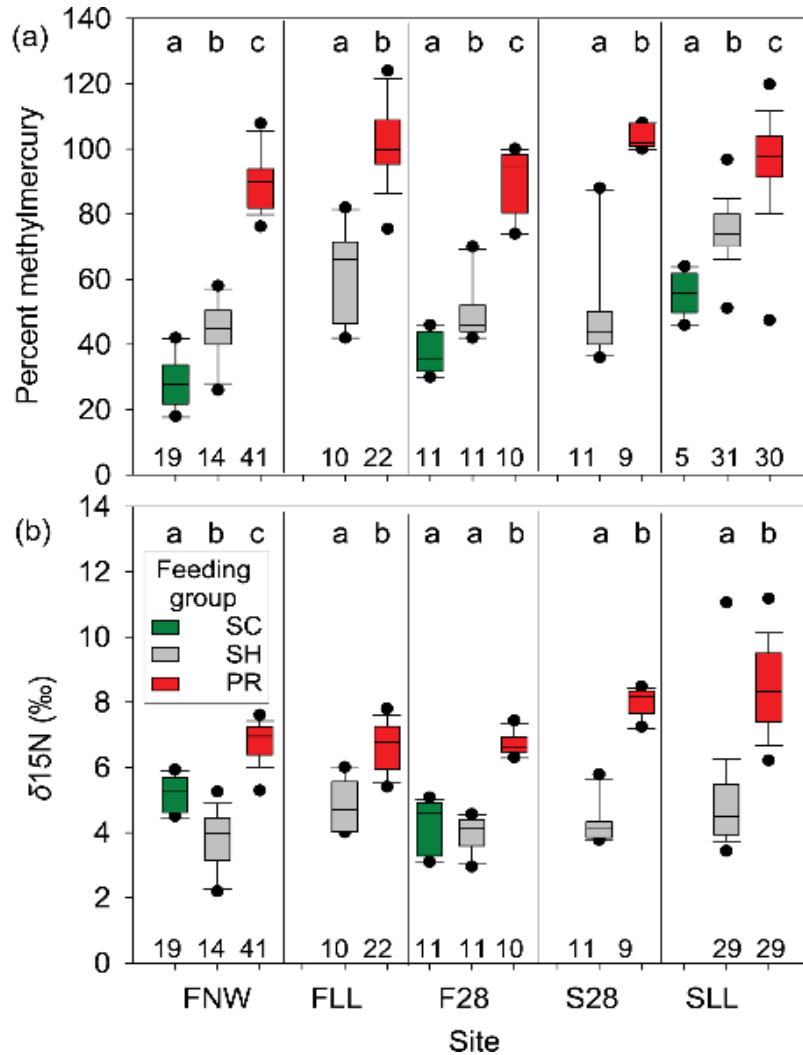 (a)
Percent methylmercury
140
120
100
80
60
40
20
0
a b c a b a b c a b a b c
19 14 41 10 22 11 11 10 11 9 5 31 30
(b)
δ15N (‰)
14
12
10
8
6
4
2
0
a b c a b a a b a b a b
Feeding
group
SC
SH
PR
19 14 41 10 22 11 11 10 11 9 29 29
FNW FLL F28 S28 SLL
Site